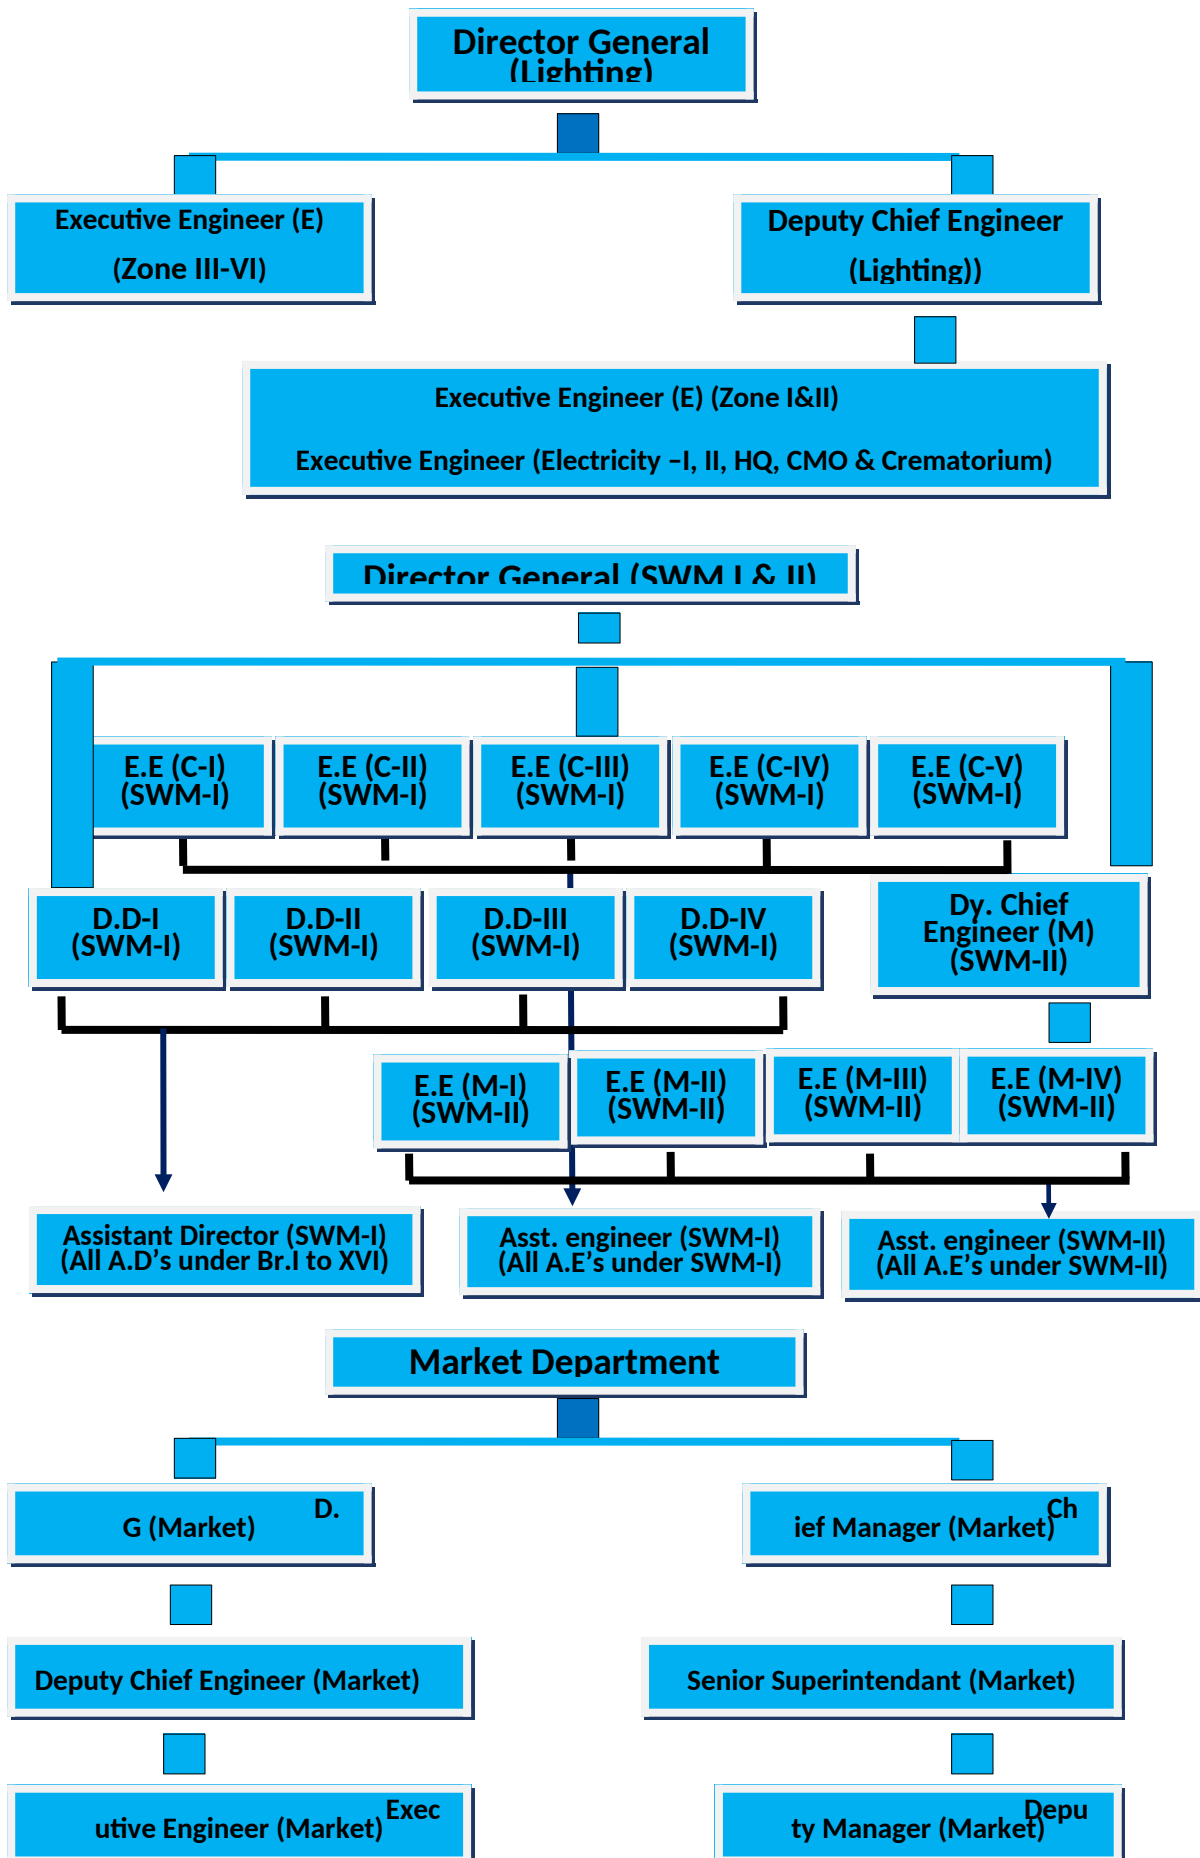 Director General
(Lighting)
Executive Engineer (E)
(Zone III-VI)
Deputy Chief Engineer
(Lighting))
Executive Engineer (E) (Zone I&II)
Executive Engineer (Electricity –I, II, HQ, CMO & Crematorium)
Director General (SWM I & II)
E.E (C-I)
(SWM-I)
E.E (C-II)
(SWM-I)
E.E (C-III)
(SWM-I)
E.E (C-IV)
(SWM-I)
E.E (C-V)
(SWM-I)
D.D-I
(SWM-I)
D.D-II
(SWM-I)
D.D-III
(SWM-I)
D.D-IV
(SWM-I)
Dy. Chief
Engineer (M)
(SWM-II)
E.E (M-I)
(SWM-II)
E.E (M-II)
(SWM-II)
E.E (M-III)
(SWM-II)
E.E (M-IV)
(SWM-II)
Assistant Director (SWM-I)
(All A.D’s under Br.I to XVI)
Asst. engineer (SWM-I)
(All A.E’s under SWM-I)
Asst. engineer (SWM-II)
(All A.E’s under SWM-II)
Market Department
D.
G (Market)
Ch
ief Manager (Market)
Deputy Chief Engineer (Market)
Senior Superintendant (Market)
Exec
utive Engineer (Market)
Depu
ty Manager (Market)